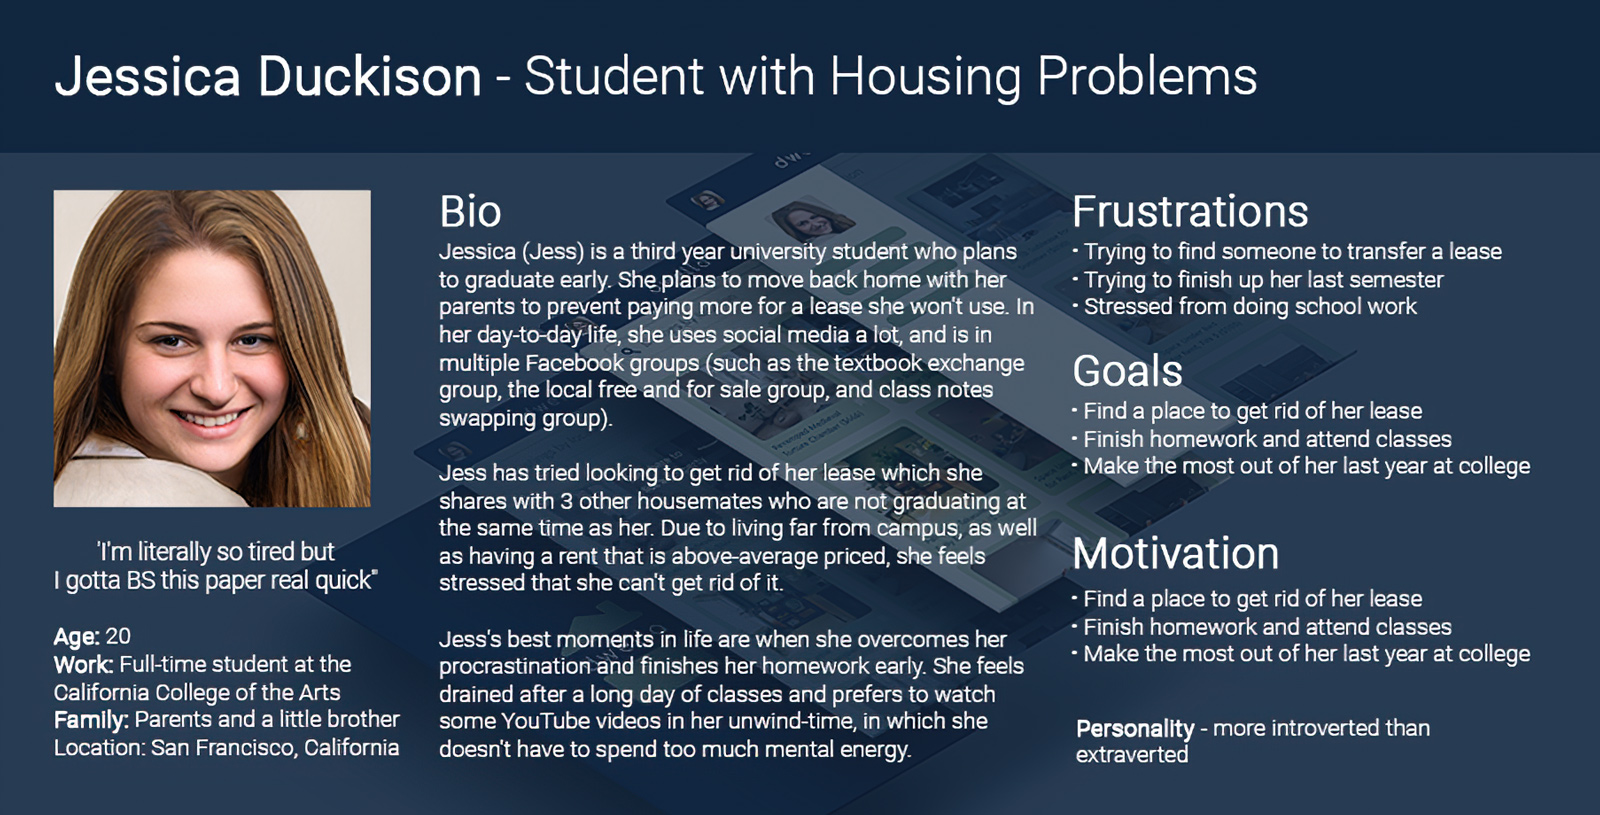 Jessica Duckison - Student with Housing Problems
'I'm literally so tired but
I gotta BS this paper real quick"
Age: 20
Work: Full-time student at the
California College of the Arts
Family: Parents and a little brother
Location: San Francisco, California
Bio
Jessica (Jess) is a third year university student who plans
to graduate early. She plans to move back home with her
parents to prevent paying more for a lease she won't use. In
her day-to-day life, she uses social media a lot, and is in
multiple Facebook groups (such as the textbook exchange
group, the local free and for sale group, and class notes
swapping group).
Jess has tried looking to get rid of her lease which she
shares with 3 other housemates who are not graduating at
the same time as her. Due to living far from campus, as well
as having a rent that is above-average priced, she feels
stressed that she can't get rid of it.
Jess's best moments in life are when she overcomes her
procrastination and finishes her homework early. She feels
drained after a long day of classes and prefers to watch
some YouTube videos in her unwind-time, in which she
doesn't have to spend too much mental energy.
Frustrations
· Trying to find someone to transfer a lease
· Trying to finish up her last semester
· Stressed from doing school work
Goals
· Find a place to get rid of her lease
· Finish homework and attend classes
· Make the most out of her last year at college
Motivation
· Find a place to get rid of her lease
· Finish homework and attend classes
· Make the most out of her last year at college
Personality - more introverted than
extraverted